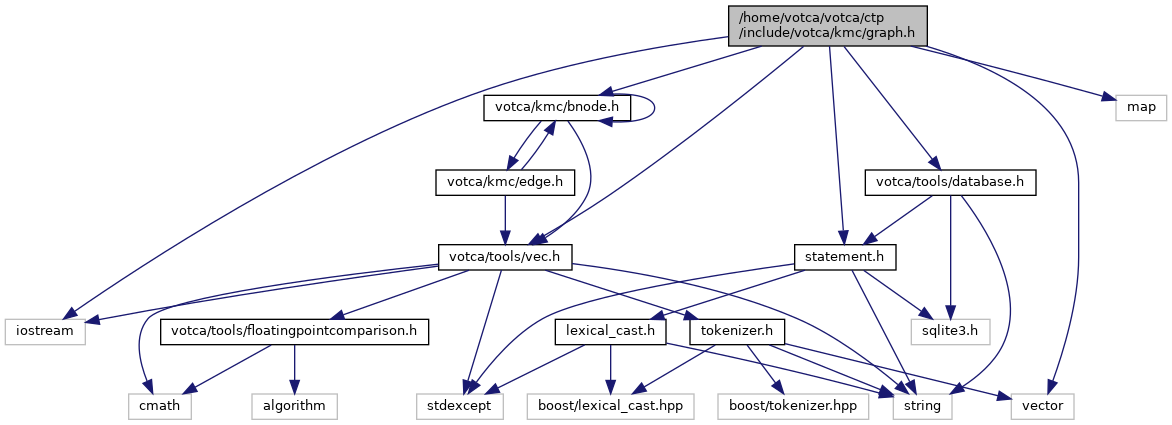 /home/votca/votca/ctp
/include/votca/kmc/graph.h
votca/kmc/bnode.h
map
votca/kmc/edge.h
votca/tools/database.h
votca/tools/vec.h
statement.h
iostream
votca/tools/floatingpointcomparison.h
lexical_cast.h
tokenizer.h
sqlite3.h
cmath
algorithm
stdexcept
boost/lexical_cast.hpp
boost/tokenizer.hpp
string
vector